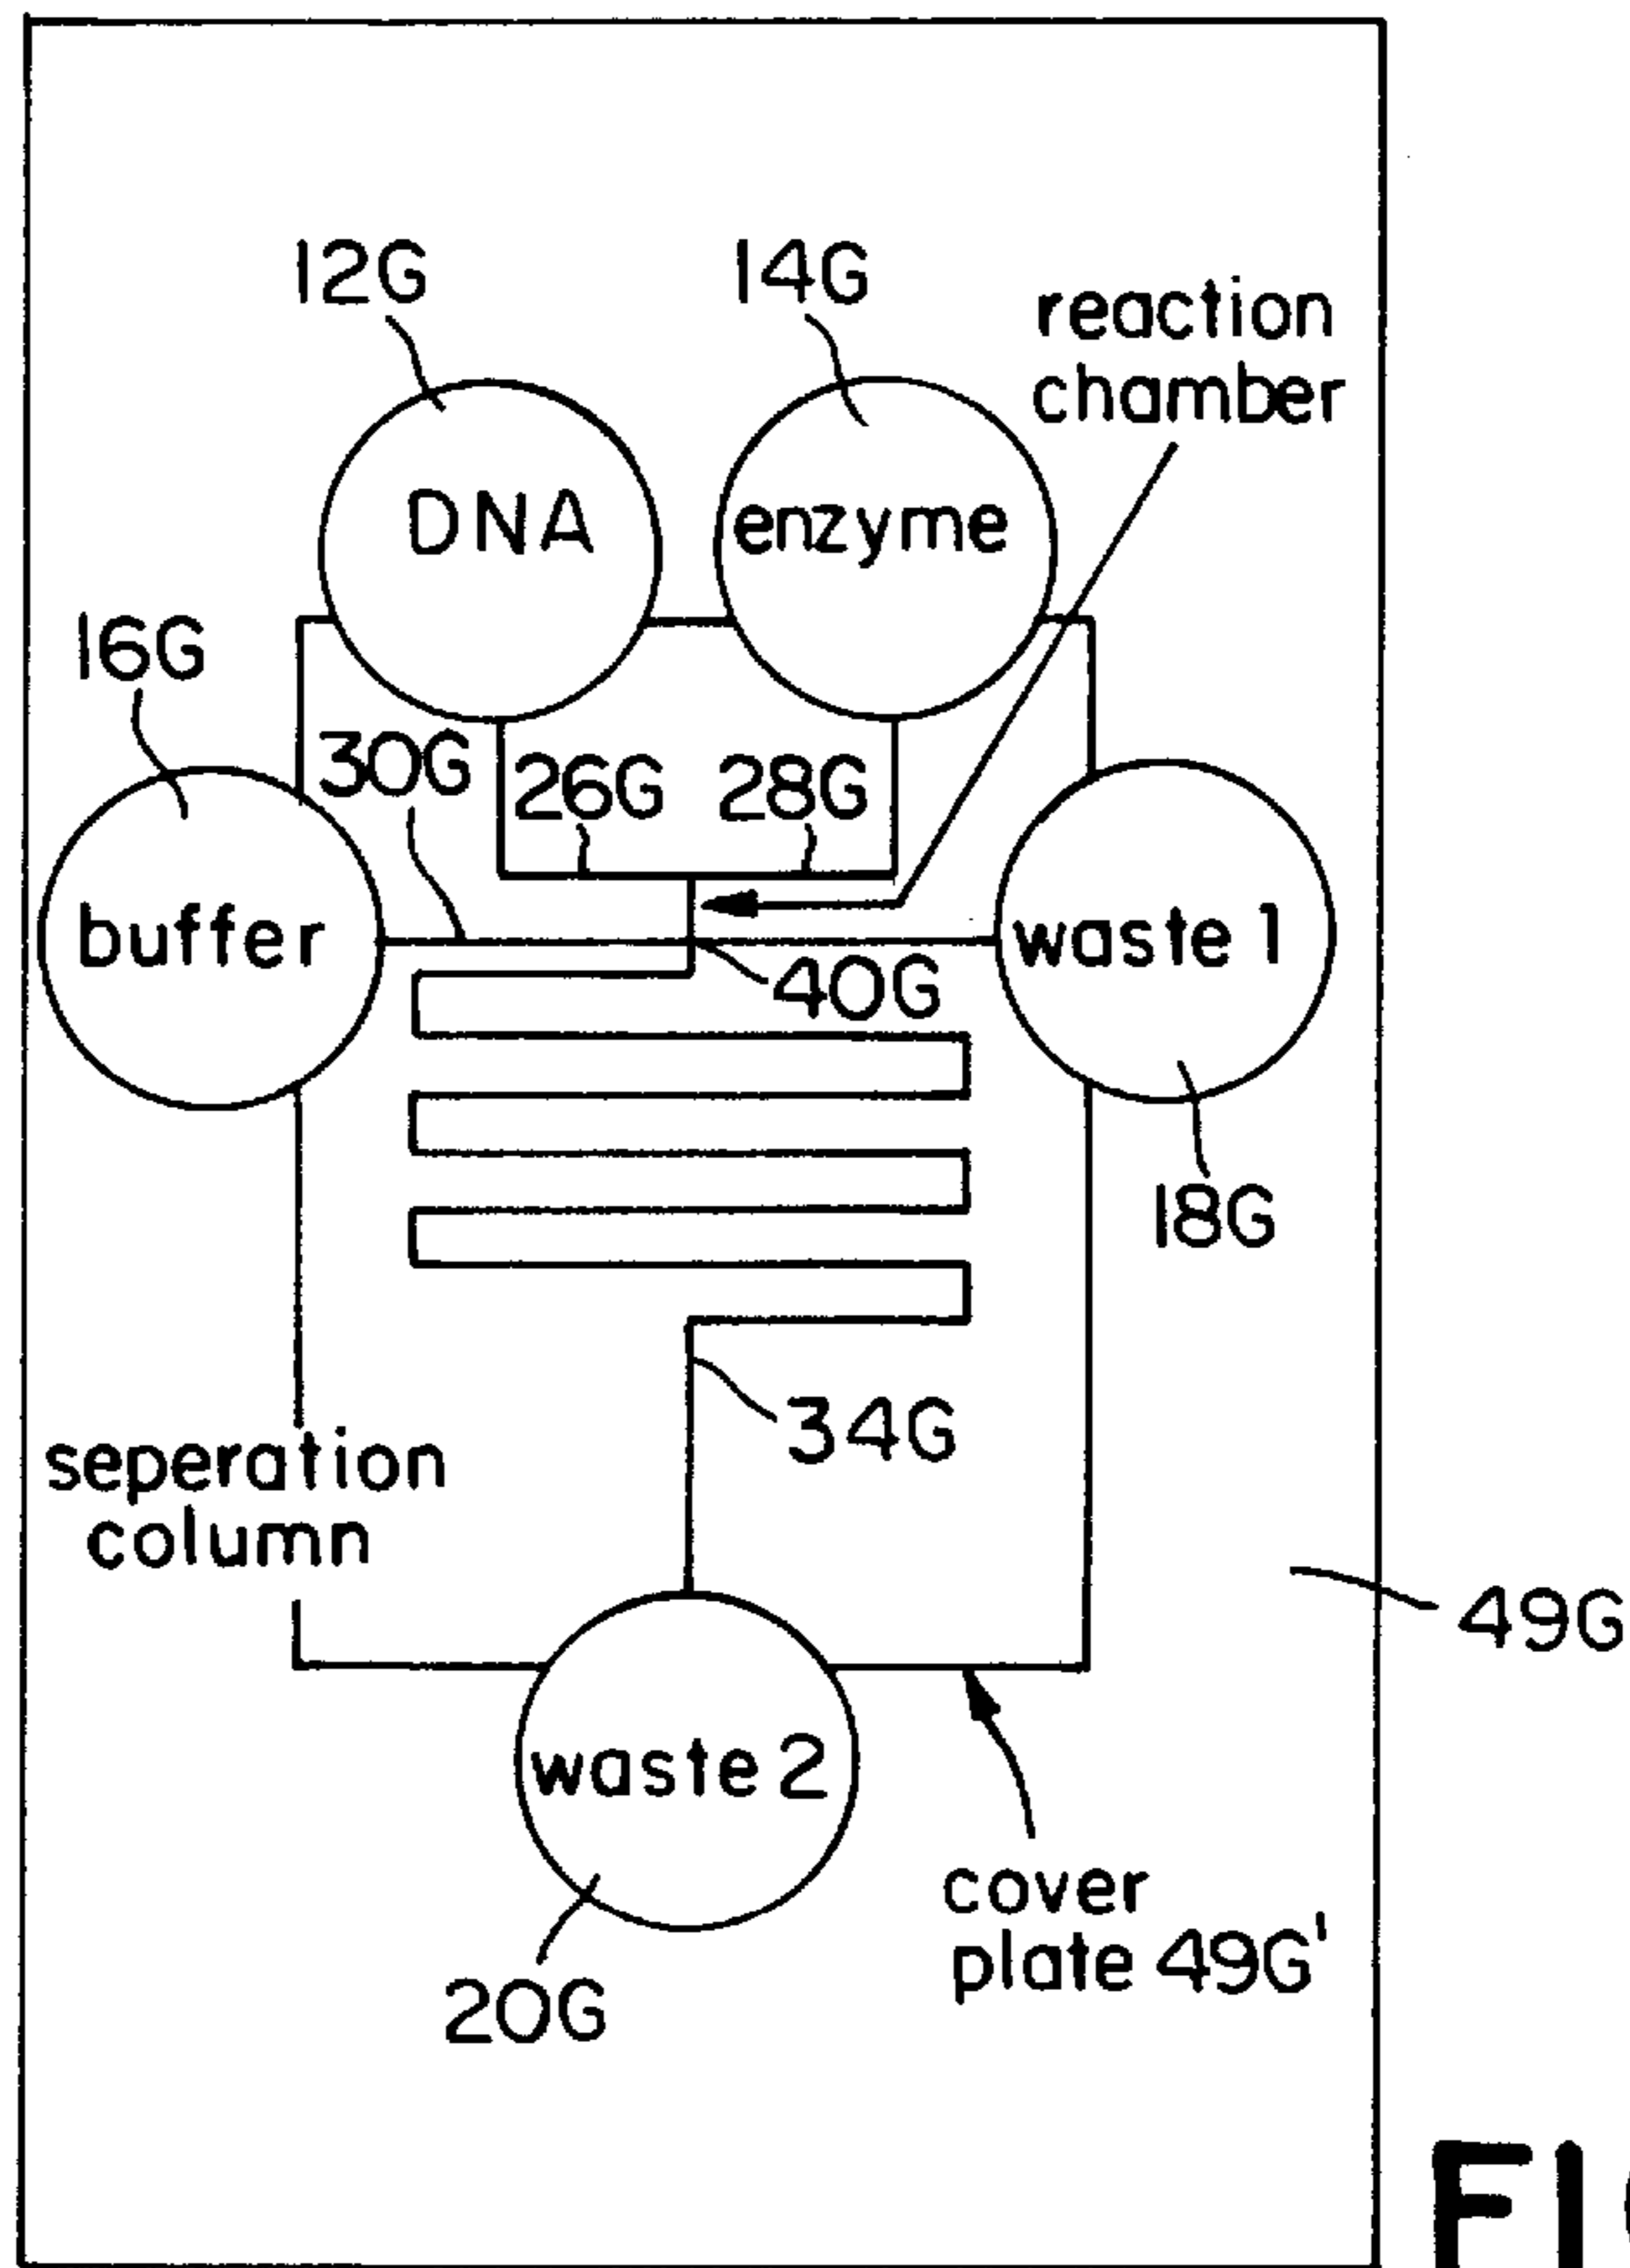 12G
14G
reaction
chamber
DNA
enzyme
16G
30G
26G
28G
buffer
waste 1
40G
18G
34G
seperation
column
49G
waste 2
cover
plate 49G'
20G